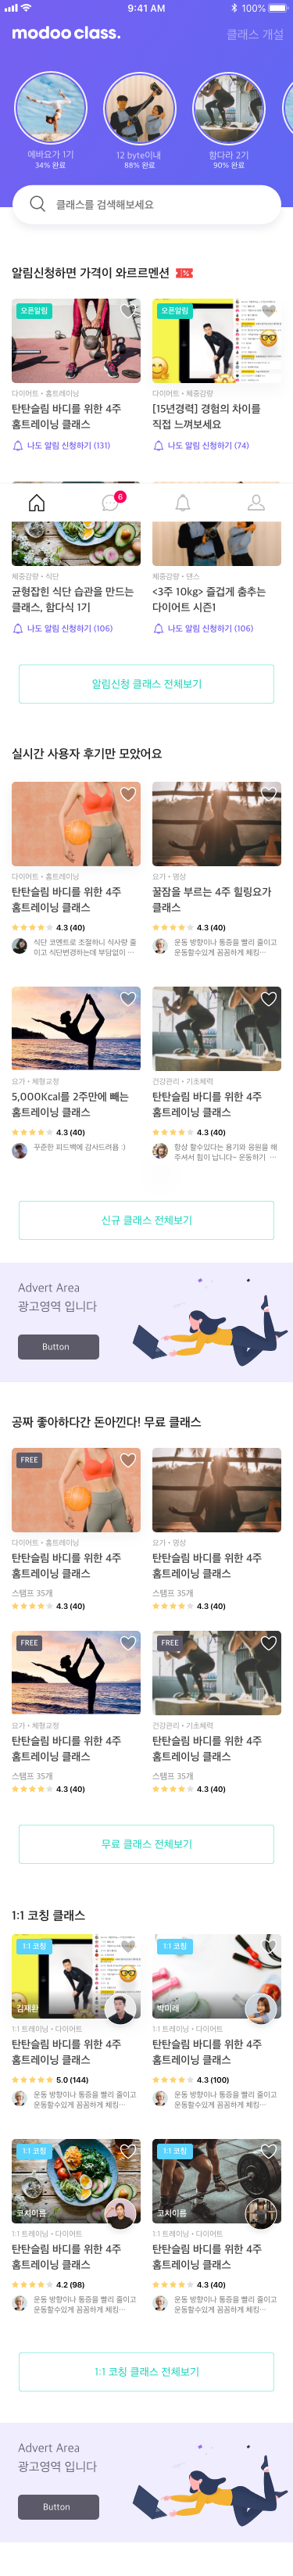 9:41 AM
100%
modoo class.
클래스 개설
에바요가 1기
34% 완료
12 byte이내
88% 완료
힘다라 2기
90% 완료
클래스를 검색해보세요
알림신청하면 가격이 와르르멘션
오픈알림
다이어트 • 홈트레이닝
탄탄슬림 바디를 위한 4주
홈트레이닝 클래스
나도 알림 신청하기 (131)
오픈알림
다이어트 • 체중감량
[15년경력] 경험의 차이를
직접 느껴보세요
나도 알림 신청하기 (74)
6
체중감량 • 식단
균형잡힌 식단 습관을 만드는
클래스, 함다식 1기
나도 알림 신청하기 (106)
체중감량 • 댄스
<3주 10kg> 즐겁게 춤추는
다이어트 시즌1
나도 알림 신청하기 (106)
알림신청 클래스 전체보기
실시간 사용자 후기만 모았어요
다이어트 • 홈트레이닝
탄탄슬림 바디를 위한 4주
홈트레이닝 클래스
4.3 (40)
식단 코멘트로 조절하니 식사량 줄
이고 식단변경하는데 부담없이 ...
요가 • 명상
꿀잠을 부르는 4주 힐링요가
클래스
4.3 (40)
운동 방향이나 통증을 빨리 줄이고
운동할수있게 꼼꼼하게 체킹...
요가 • 체형교정
5,000Kcal를 2주만에 빼는
홈트레이닝 클래스
4.3 (40)
꾸준한 피드백에 감사드려욥 :)
건강관리 • 기초체력
탄탄슬림 바디를 위한 4주
홈트레이닝 클래스
4.3 (40)
항상 할수있다는 용기와 응원을 해
주셔서 힘이 납니다~ 운동하기 ...
신규 클래스 전체보기
Advert Area
광고영역 입니다
Button
공짜 좋아하다간 돈아낀다! 무료 클래스
FREE
다이어트 • 홈트레이닝
탄탄슬림 바디를 위한 4주
홈트레이닝 클래스
스탬프 35개
4.3 (40)
요가 • 명상
탄탄슬림 바디를 위한 4주
홈트레이닝 클래스
스탬프 35개
4.3 (40)
FREE
요가 • 체형교정
탄탄슬림 바디를 위한 4주
홈트레이닝 클래스
스탬프 35개
4.3 (40)
FREE
건강관리 • 기초체력
탄탄슬림 바디를 위한 4주
홈트레이닝 클래스
스탬프 35개
4.3 (40)
무료 클래스 전체보기
1:1 코칭 클래스
1:1 코칭
김재환
1:1 트레이닝 • 다이어트
탄탄슬림 바디를 위한 4주
홈트레이닝 클래스
5.0 (144)
운동 방향이나 통증을 빨리 줄이고
운동할수있게 꼼꼼하게 체킹...
1:1 코칭
박미래
1:1 트레이닝 • 다이어트
탄탄슬림 바디를 위한 4주
홈트레이닝 클래스
4.3 (100)
운동 방향이나 통증을 빨리 줄이고
운동할수있게 꼼꼼하게 체킹...
1:1 코칭
코치이름
1:1 트레이닝 • 다이어트
탄탄슬림 바디를 위한 4주
홈트레이닝 클래스
4.2 (98)
운동 방향이나 통증을 빨리 줄이고
운동할수있게 꼼꼼하게 체킹...
1:1 코칭
코치이름
1:1 트레이닝 • 다이어트
탄탄슬림 바디를 위한 4주
홈트레이닝 클래스
4.3 (40)
운동 방향이나 통증을 빨리 줄이고
운동할수있게 꼼꼼하게 체킹...
1:1 코칭 클래스 전체보기
Advert Area
광고영역 입니다
Button